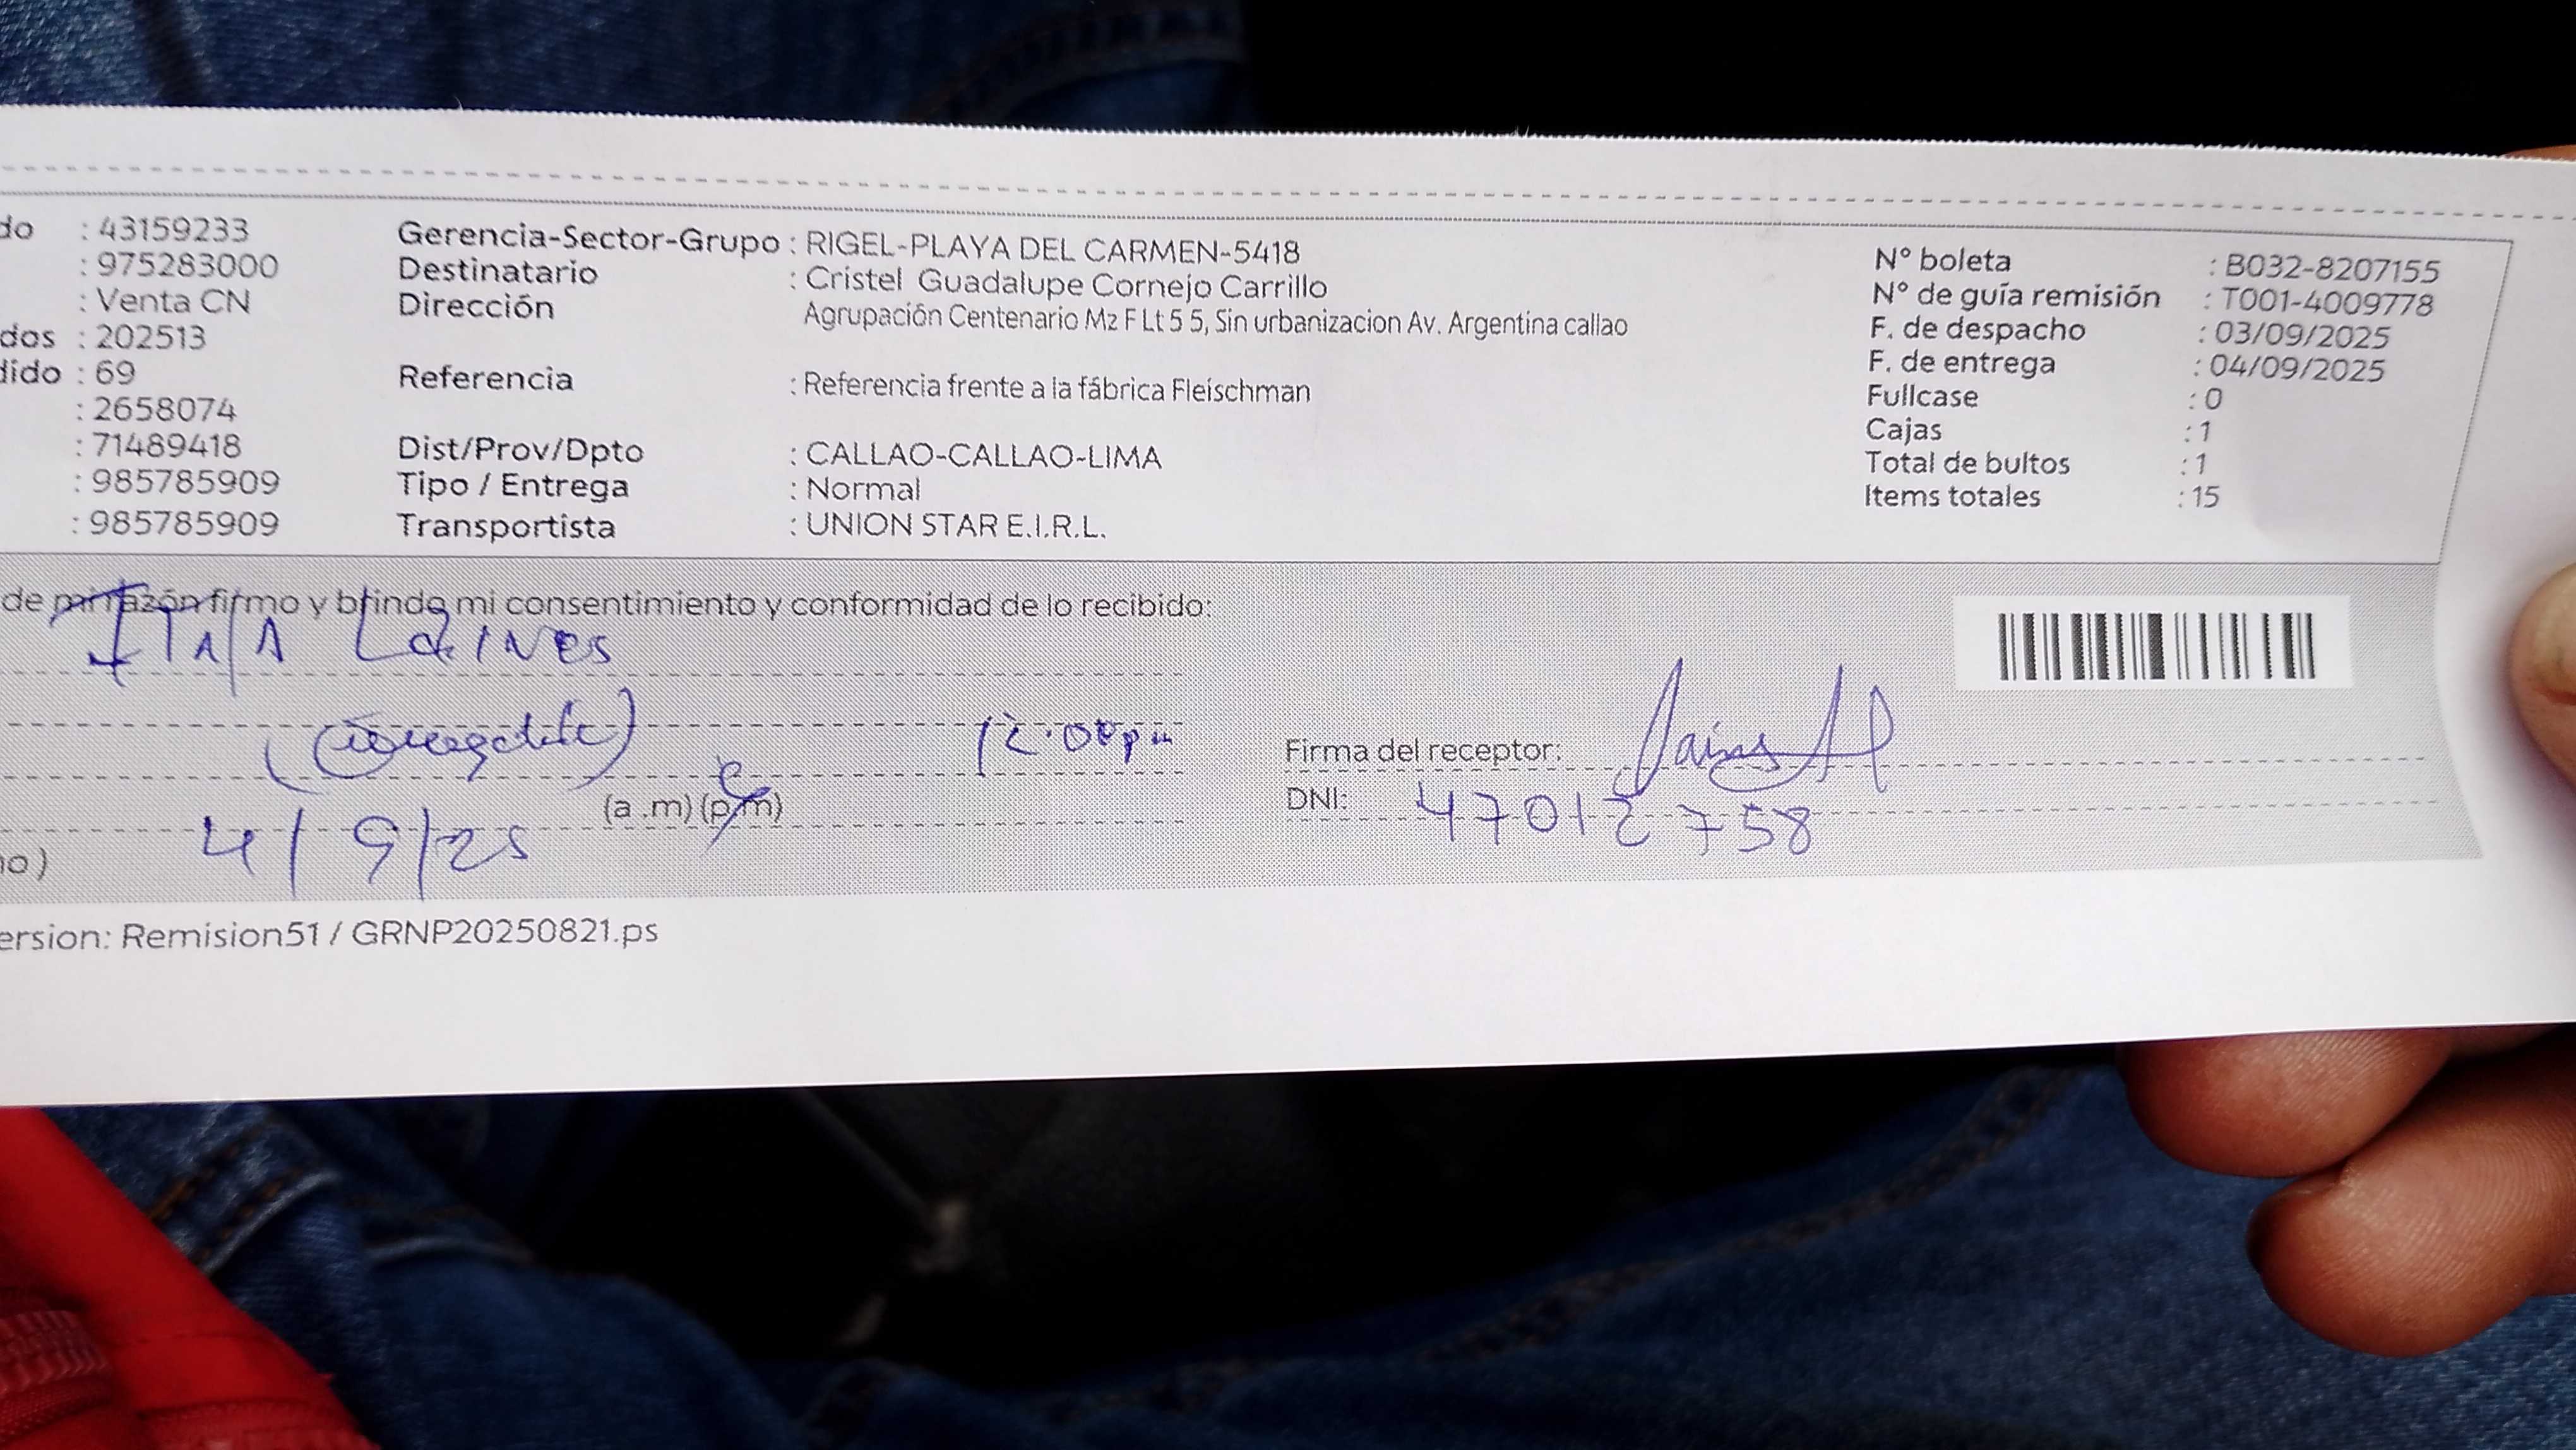 do : 43159233
: 975283000
: Venta CN
dos : 202513
dido : 69
: 2658074
: 71489418
: 985785909
: 985785909
Gerencia-Sector-Grupo : RIGEL-PLAYA DEL CARMEN-5418
Destinatario : Cristel Guadalupe Cornejo Carrillo
Dirección Agrupación Centenario Mz F Lt 5 5, Sin urbanizacion Av. Argentina callao
Referencia : Referencia frente a la fábrica Fleischman
Dist/Prov/Dpto : CALLAO-CALLAO-LIMA
Tipo / Entrega : Normal
Transportista : UNION STAR E.I.R.L.
N° boleta : B032-8207155
N° de guía remisión : T001-4009778
F. de despacho : 03/09/2025
F. de entrega : 04/09/2025
Fullcase : 0
Cajas : 1
Total de bultos : 1
Items totales : 15
de mi razón firmo y brindo mi consentimiento y conformidad de lo recibido:
12:00pm
(a .m) (p.m)
4/9/25
no)
Firma del receptor:
DNI: 47012758
ersion: Remision51 / GRNP20250821.ps